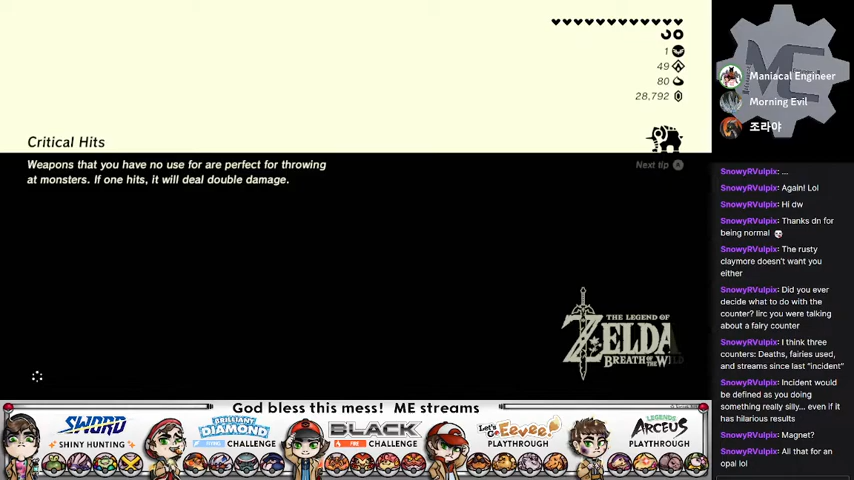 1
49
80
28,792
Critical Hits
Weapons that you have no use for are perfect for throwing
at monsters. If one hits, it will deal double damage.
Next tip
THE LEGEND OF
ZELDA
BREATH OF THE WILD
God bless this mess!  ME streams
SWORD
SHINY HUNTING
BRILLIANT
DIAMOND
CHALLENGE
BLACK
FIRE CHALLENGE
Let's Go
Eevee!
PLAYTHROUGH
LEGENDS
ARCEUS
PLAYTHROUGH
ME
Maniacal Engineer
Morning Evil
조라야
SnowyRVulpix: ...
SnowyRVulpix: Again! Lol
SnowyRVulpix: Hi dw
SnowyRVulpix: Thanks dn for
being normal
SnowyRVulpix: The rusty
claymore doesn't want you
either
SnowyRVulpix: Did you ever
decide what to do with the
counter? Iirc you were talking
about a fairy counter
SnowyRVulpix: I think three
counters: Deaths, fairies used,
and streams since last "incident"
SnowyRVulpix: Incident would
be defined as you doing
something really silly... even if it
has hilarious results
SnowyRVulpix: Magnet?
SnowyRVulpix: All that for an
opal lol